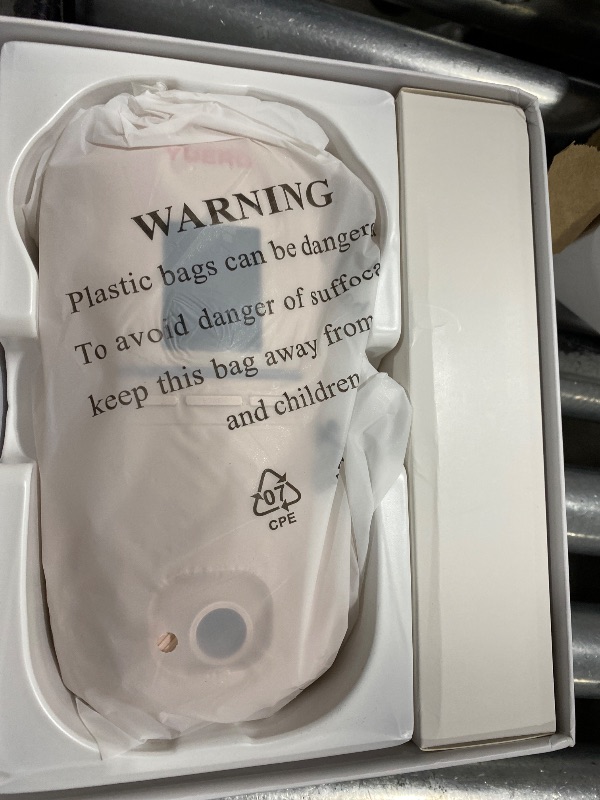 WARNING
Plastic bags can be danger
To avoid danger of suffoca
keep this bag away from
and children
07
CPE